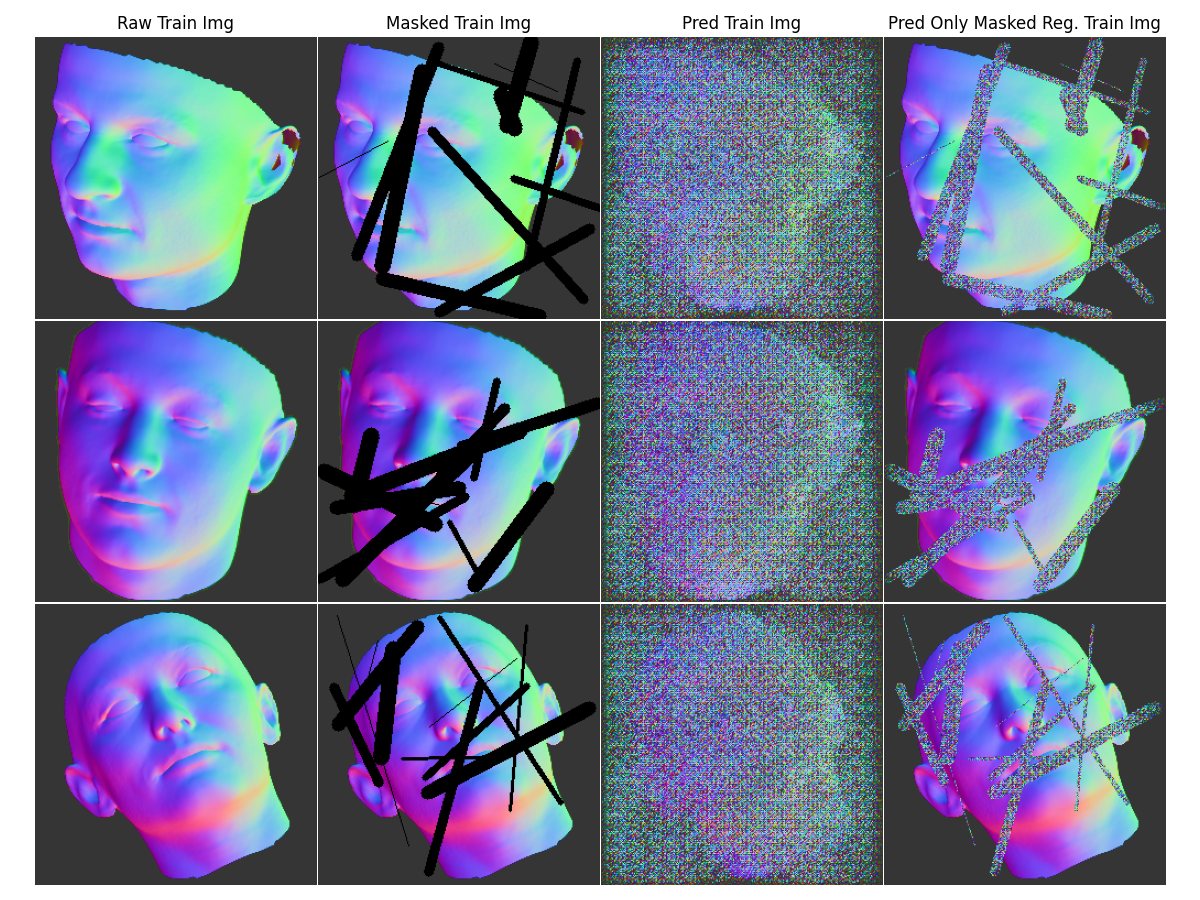 Raw Train Img
Masked Train Img
Pred Train Img
Pred Only Masked Reg. Train Img